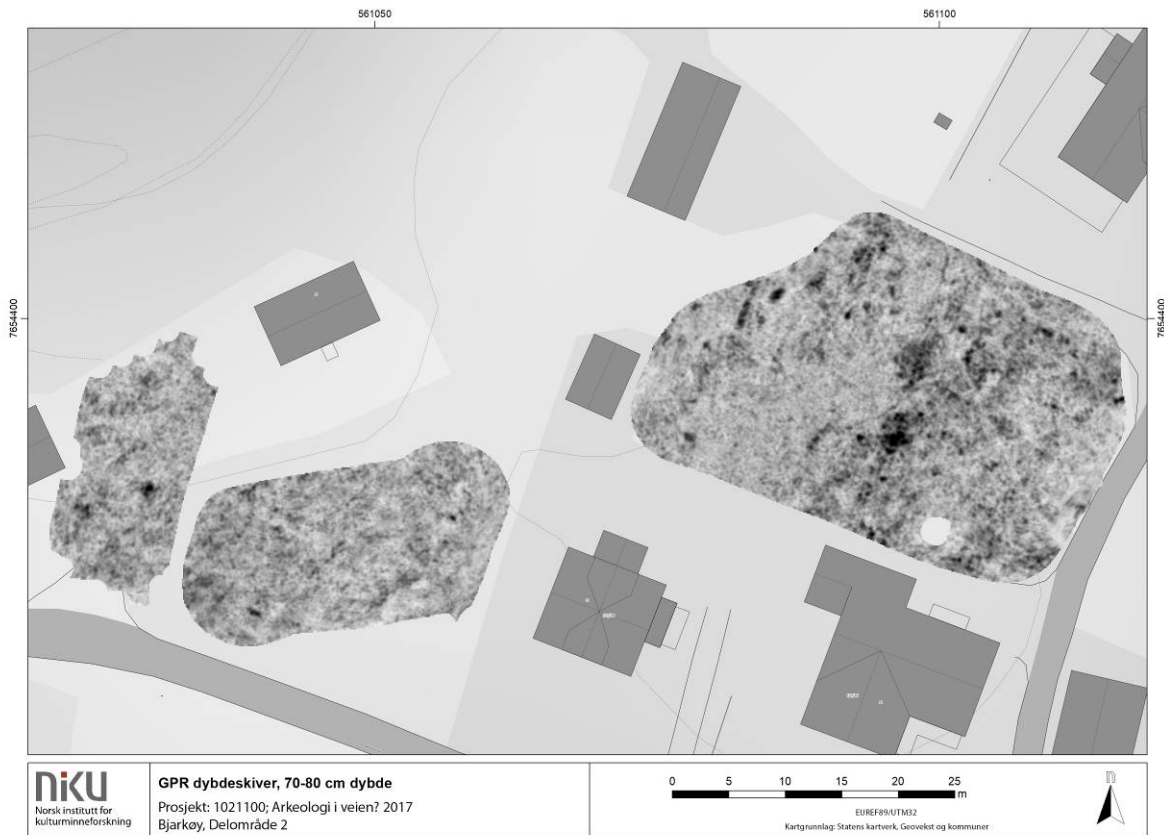 561050
561100
7654400
7654400
niKU
Norsk institutt for
kulturminneforskning
GPR dybdeskiver, 70-80 cm dybde
Prosjekt: 1021100; Arkeologi i veien? 2017
Bjarkøy, Delområde 2
0 5 10 15 20 25
m
EUREF89/UTM32
Kartgrunnlag: Statens kartverk, Geovekst og kommuner
n